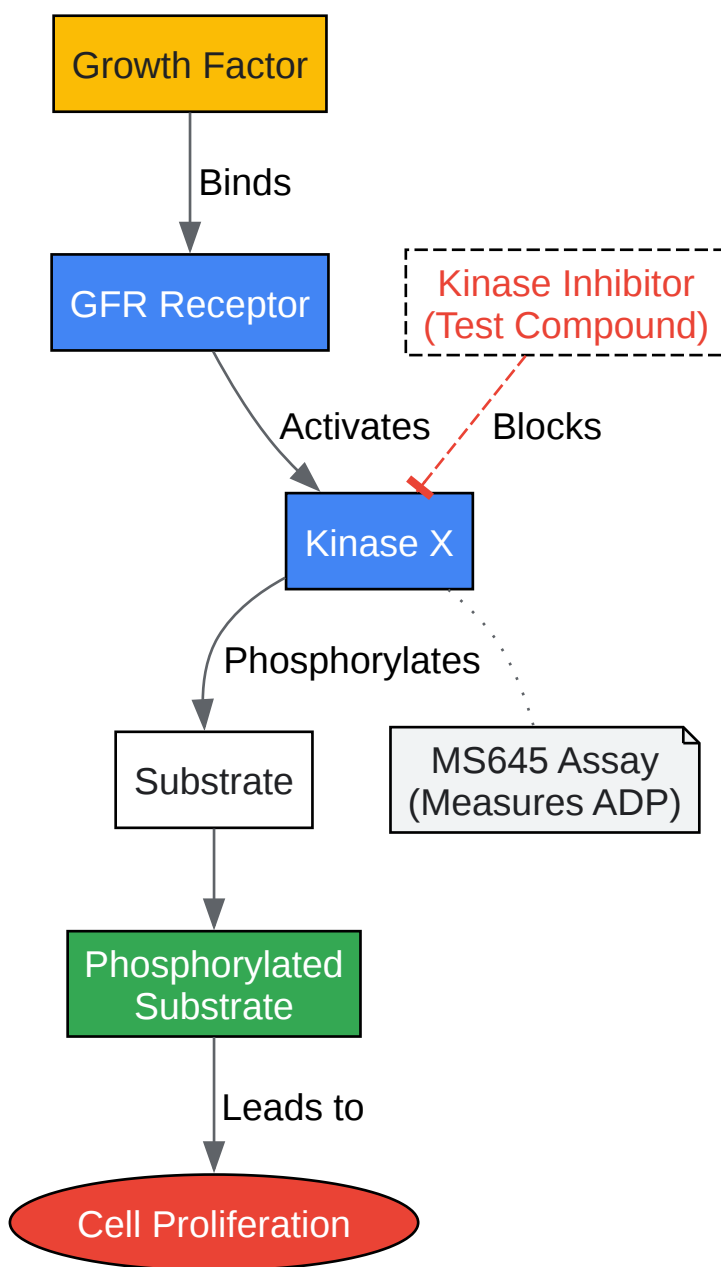 Growth Factor
Binds
GFR Receptor
Kinase Inhibitor
(Test Compound)
Activates
Blocks
Kinase X
Phosphorylates
Substrate
MS645 Assay
(Measures ADP)
Phosphorylated
Substrate
Leads to
Cell Proliferation